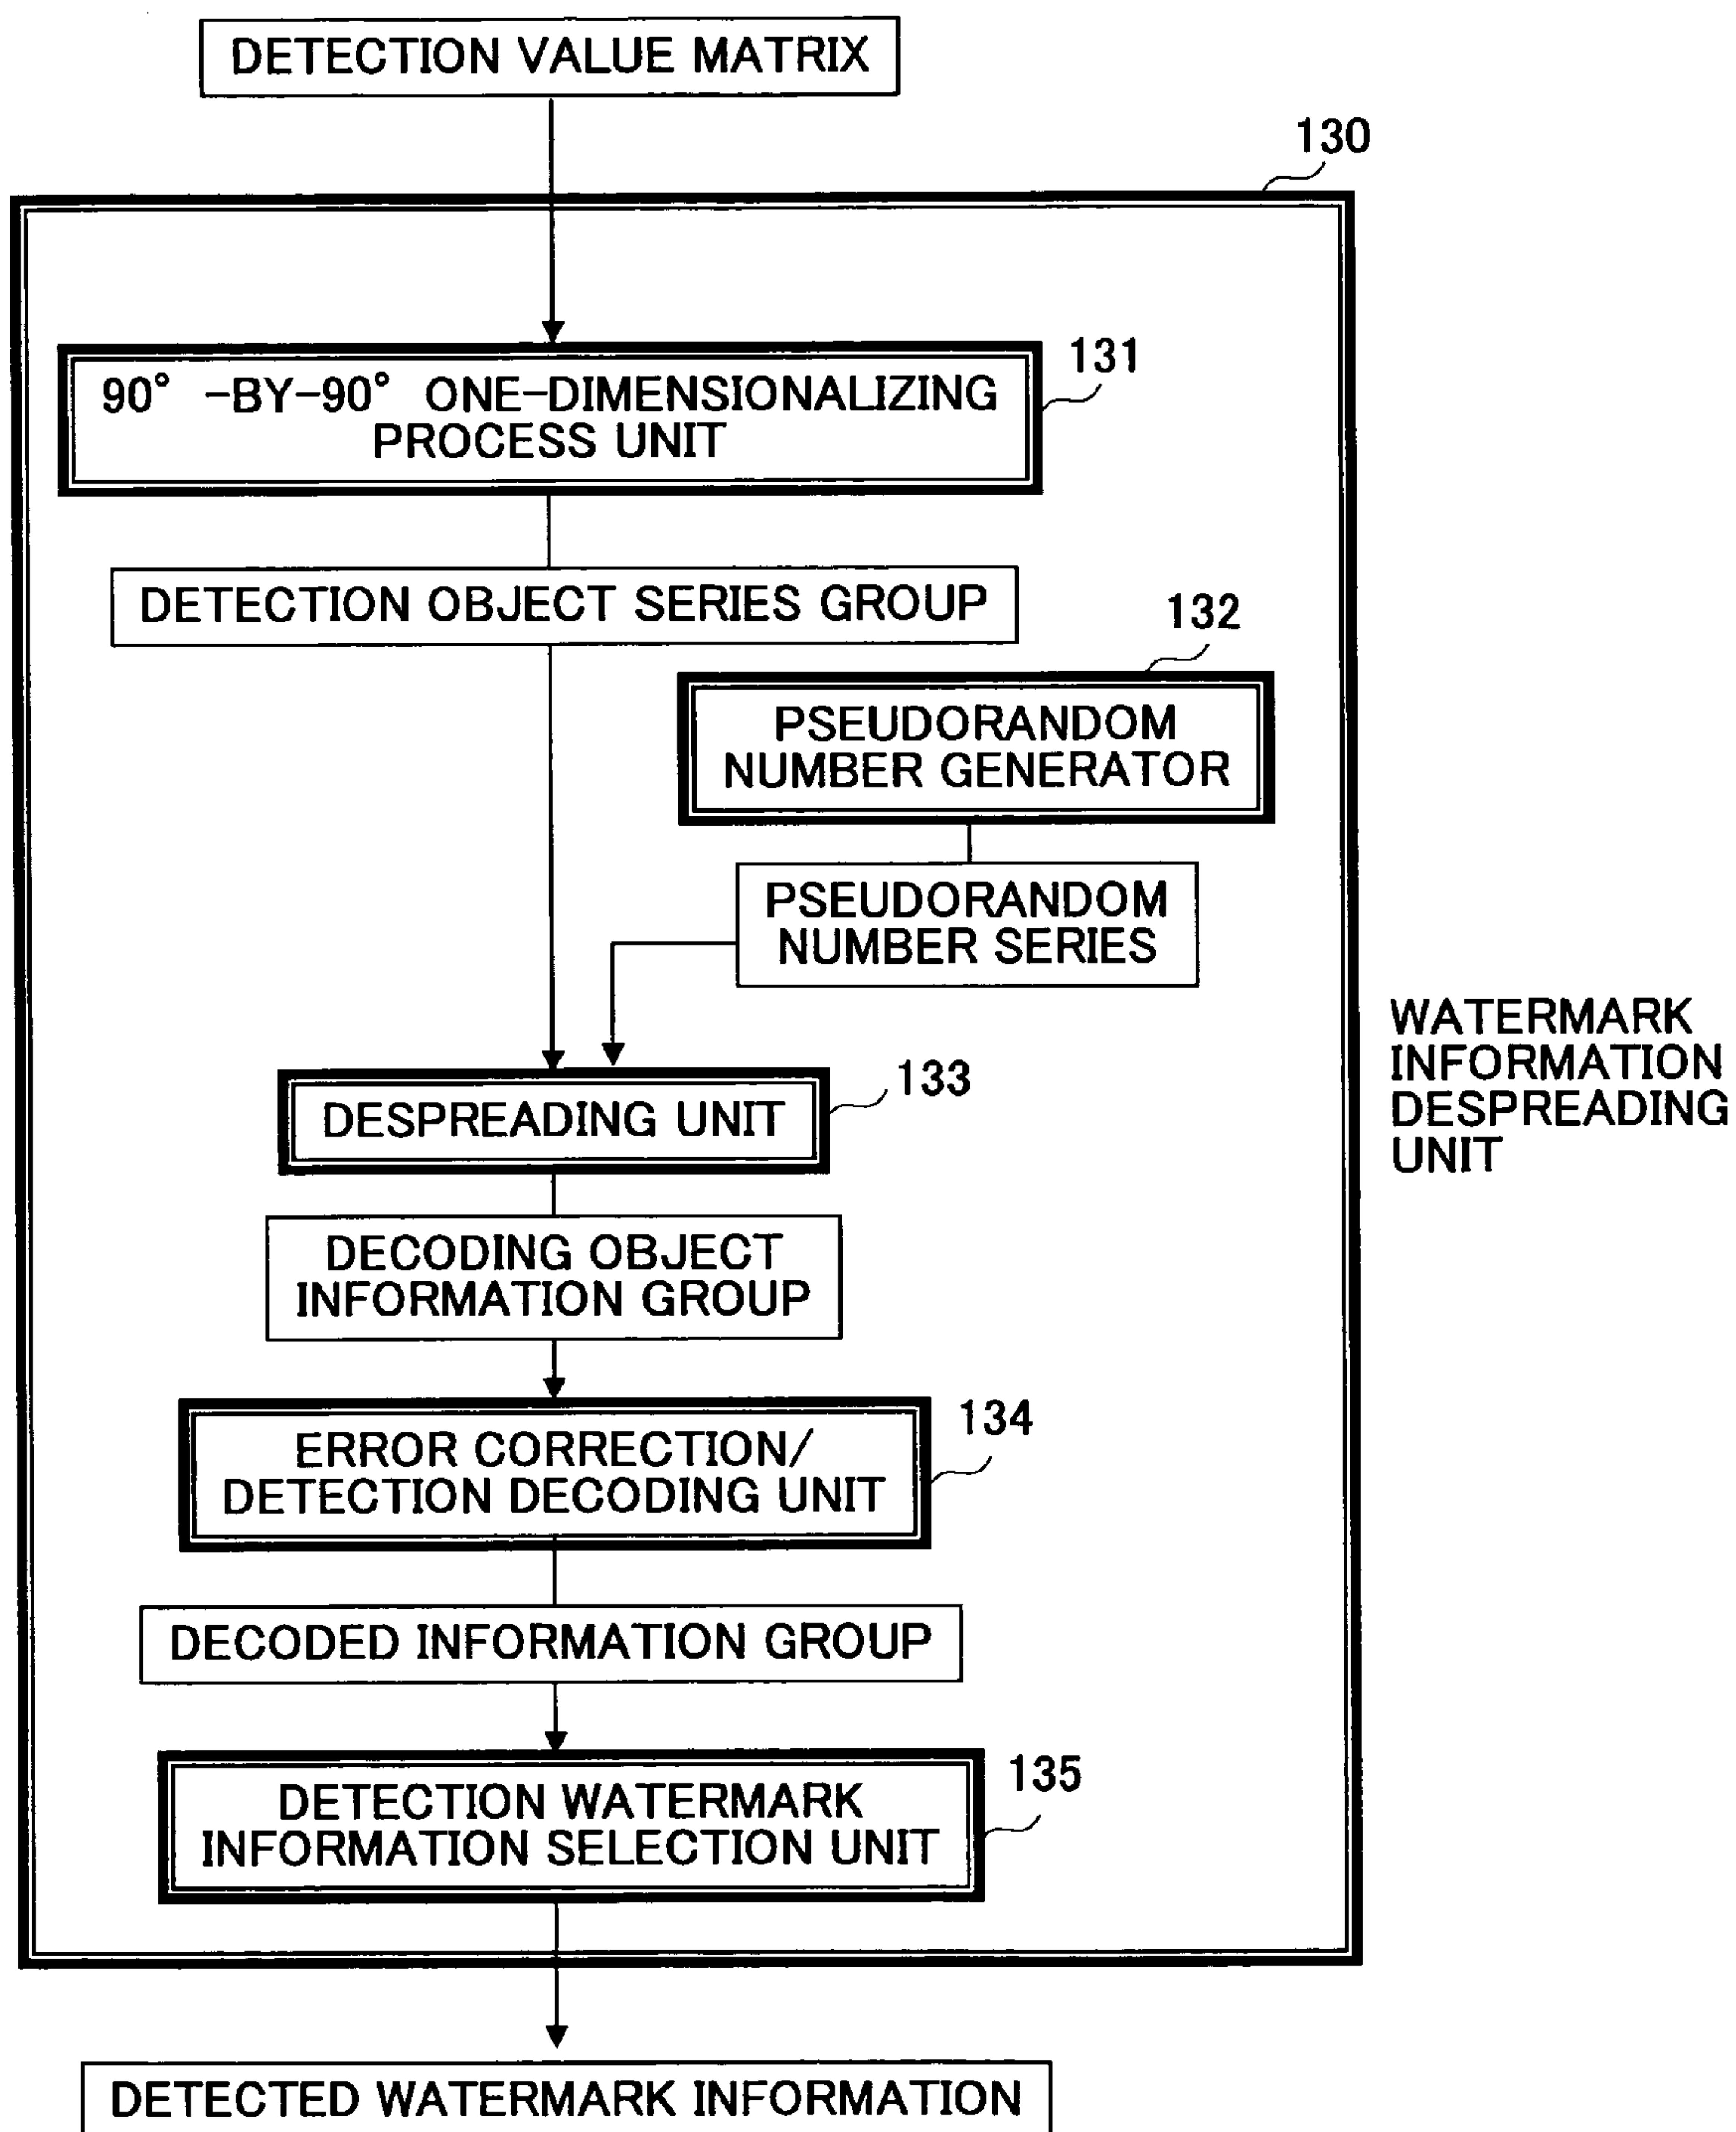 DETECTION VALUE MATRIX
130
131
90° -BY-90° ONE-DIMENSIONALIZING
PROCESS UNIT
DETECTION OBJECT SERIES GROUP
132
PSEUDORANDOM
NUMBER GENERATOR
PSEUDORANDOM
NUMBER SERIES
WATERMARK
INFORMATION
DESPREADING
UNIT
133
DESPREADING UNIT
DECODING OBJECT
INFORMATION GROUP
134
ERROR CORRECTION/
DETECTION DECODING UNIT
DECODED INFORMATION GROUP
135
DETECTION WATERMARK
INFORMATION SELECTION UNIT
DETECTED WATERMARK INFORMATION